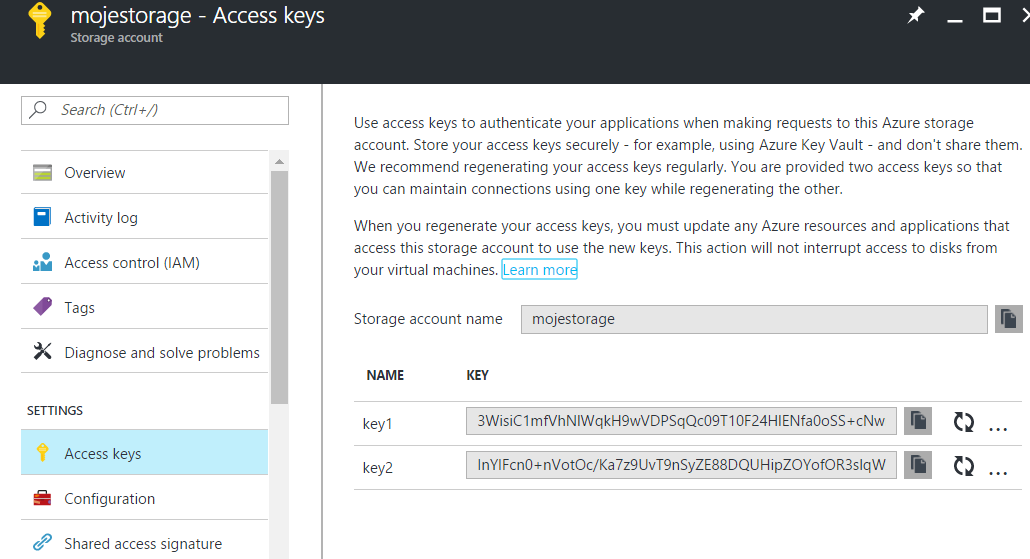 mojestorage - Access keys
Storage account
Search (Ctrl+/)
Overview
Activity log
Access control (IAM)
Tags
Diagnose and solve problems
SETTINGS
Access keys
Configuration
Shared access signature
Use access keys to authenticate your applications when making requests to this Azure storage
account. Store your access keys securely - for example, using Azure Key Vault - and don't share them.
We recommend regenerating your access keys regularly. You are provided two access keys so that
you can maintain connections using one key while regenerating the other.
When you regenerate your access keys, you must update any Azure resources and applications that
access this storage account to use the new keys. This action will not interrupt access to disks from
your virtual machines. Learn more
Storage account name mojestorage
NAME KEY
key1
key2